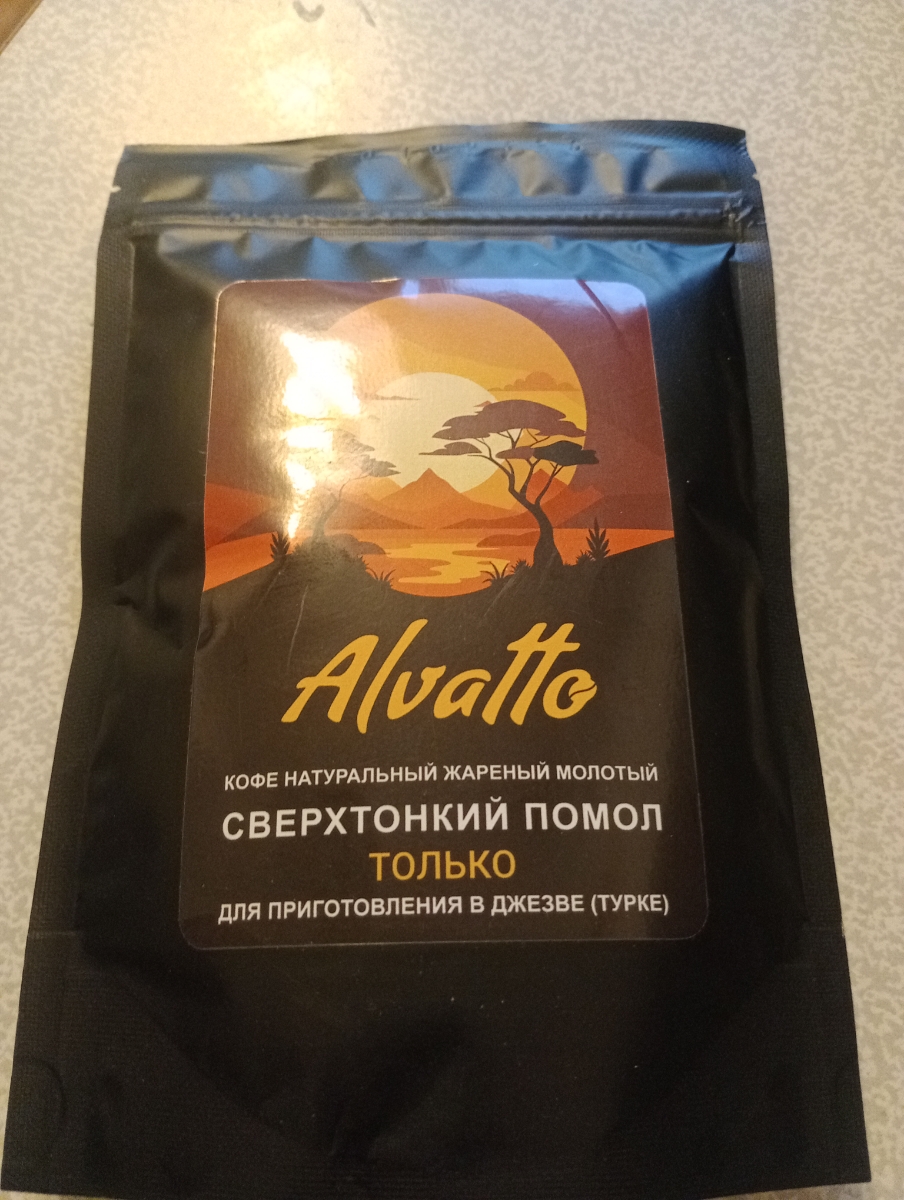 Alvatto
КОФЕ НАТУРАЛЬНЫЙ ЖАРЕНЫЙ МОЛОТЫЙ
СВЕРХТОНКИЙ ПОМОЛ
ТОЛЬКО
ДЛЯ ПРИГОТОВЛЕНИЯ В ДЖЕЗВЕ (ТУРКЕ)